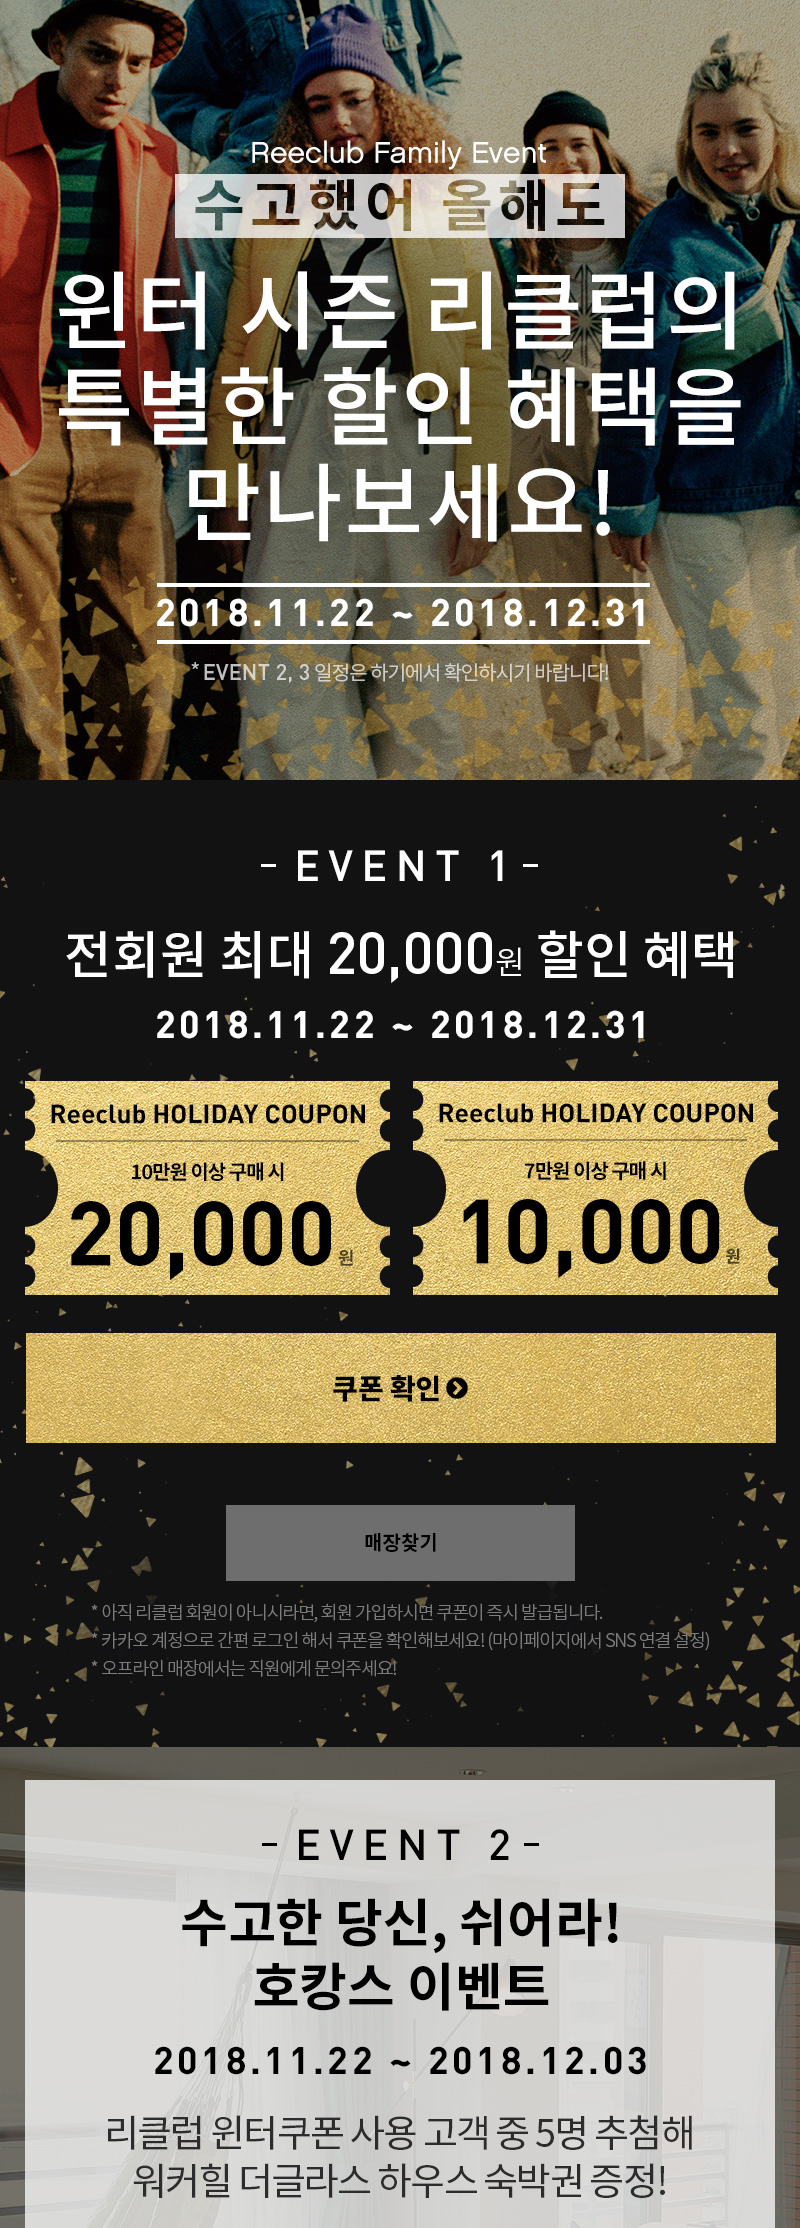 Reeclub Family Event
수고했어 올해도
윈터 시즌 리클럽의
특별한 할인 혜택을
만나보세요!
2018.11.22 ~ 2018.12.31
* EVENT 2, 3 일정은 하기에서 확인하시기 바랍니다!
- EVENT 1 -
전회원 최대 20,000원 할인 혜택
2018.11.22 ~ 2018.12.31
Reeclub HOLIDAY COUPON
10만원 이상 구매 시
20,000원
Reeclub HOLIDAY COUPON
7만원 이상 구매 시
10,000원
쿠폰 확인
매장찾기
* 아직 리클럽 회원이 아니시라면, 회원 가입하시면 쿠폰이 즉시 발급됩니다.
* 카카오 계정으로 간편 로그인 해서 쿠폰을 확인해보세요! (마이페이지에서 SNS 연결 설정)
* 오프라인 매장에서는 직원에게 문의주세요!
- EVENT 2 -
수고한 당신, 쉬어라!
호캉스 이벤트
2018.11.22 ~ 2018.12.03
리클럽 윈터쿠폰 사용 고객 중 5명 추첨해
워커힐 더글라스 하우스 숙박권 증정!